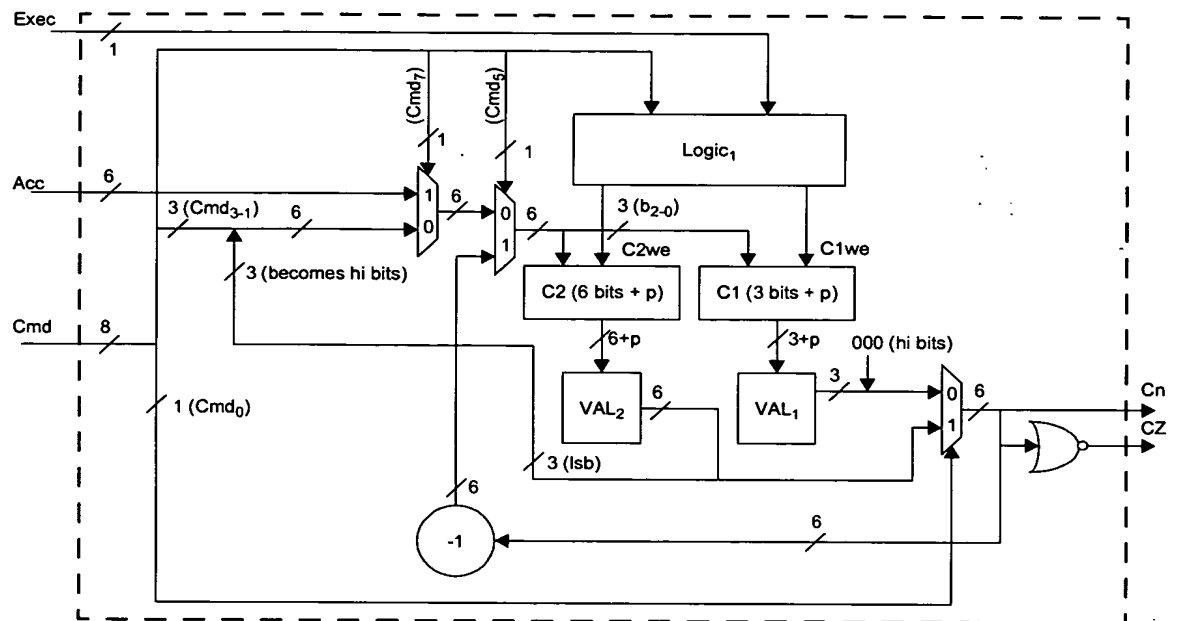 Exec
1
(Cmd7)
(Cmd5)
1
1
Logic1
Acc
6
1
0
6
0
1
6
3 (b2-0)
3 (Cmd3-1)
6
C2we
C1we
3 (becomes hi bits)
C2 (6 bits + p)
C1 (3 bits + p)
Cmd
8
6+p
3+p
000 (hi bits)
1 (Cmd0)
VAL2
6
VAL1
3
0
1
6
Cn
CZ
3 (lsb)
6
-1
6